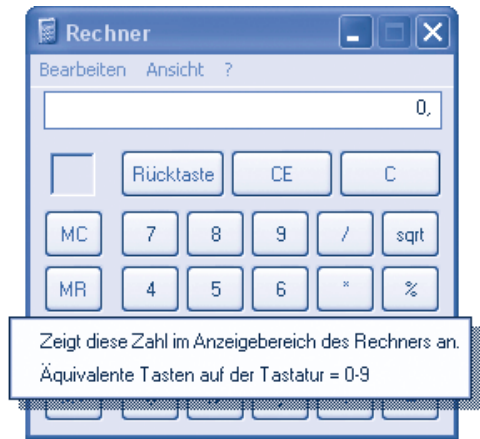 Rechner
Bearbeiten Ansicht ?
0,
Rücktaste CE C
MC 7 8 9 / sqrt
MR 4 5 6 * %
Zeigt diese Zahl im Anzeigebereich des Rechners an.
Äquivalente Tasten auf der Tastatur = 0-9